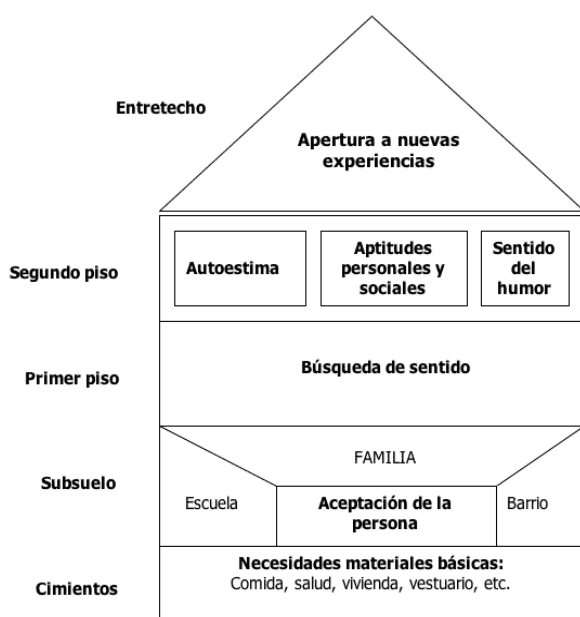 Entretecho
Apertura a nuevas
experiencias
Segundo piso
Autoestima
Aptitudes
personales y
sociales
Sentido
del
humor
Primer piso
Búsqueda de sentido
Subsuelo
FAMILIA
Escuela
Aceptación de la
persona
Barrio
Cimientos
Necesidades materiales básicas:
Comida, salud, vivienda, vestuario, etc.